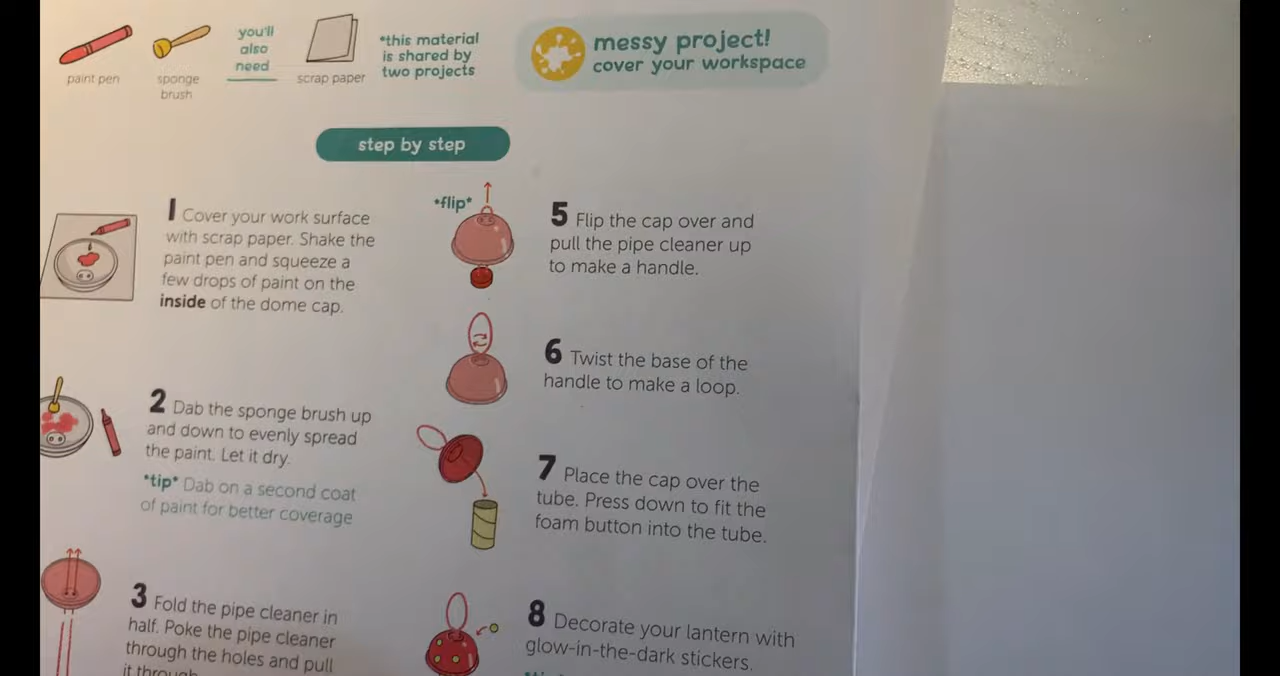 paint pen
sponge
brush
you'll
also
need
scrap paper
*this material
is shared by
two projects
messy project!
cover your workspace
step by step
1 Cover your work surface
with scrap paper. Shake the
paint pen and squeeze a
few drops of paint on the
inside of the dome cap.
2 Dab the sponge brush up
and down to evenly spread
the paint. Let it dry.
*tip* Dab on a second coat
of paint for better coverage
3 Fold the pipe cleaner in
half. Poke the pipe cleaner
through the holes and pull
it through
*flip*
5 Flip the cap over and
pull the pipe cleaner up
to make a handle.
6 Twist the base of the
handle to make a loop.
7 Place the cap over the
tube. Press down to fit the
foam button into the tube.
8 Decorate your lantern with
glow-in-the-dark stickers.